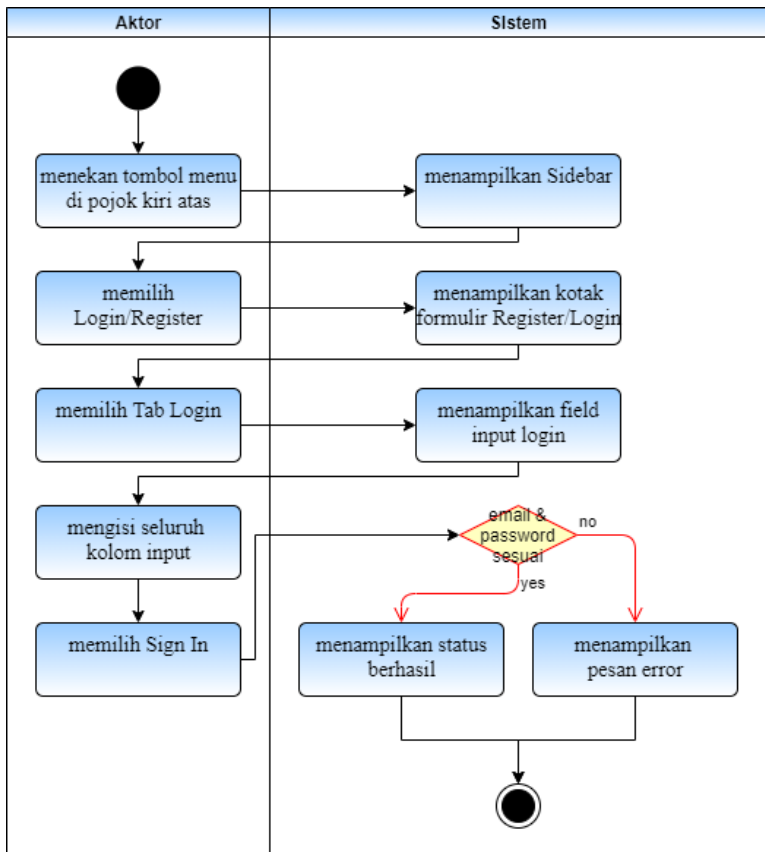 Aktor
Sistem
menekan tombol menu
di pojok kiri atas
menampilkan Sidebar
memilih
Login/Register
menampilkan kotak
formulir Register/Login
memilih Tab Login
menampilkan field
input login
mengisi seluruh
kolom input
email &
password
sesuai
no
yes
memilih Sign In
menampilkan status
berhasil
menampilkan
pesan error